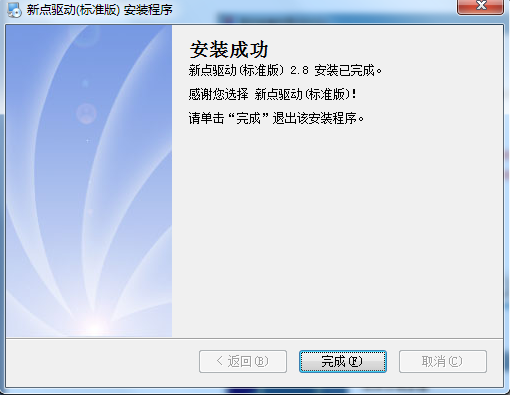 新点驱动(标准版) 安装程序
安装成功
新点驱动(标准版) 2.8 安装已完成。
感谢您选择 新点驱动(标准版)!
请单击“完成”退出该安装程序。
< 返回(B) 完成(F) 取消(C)